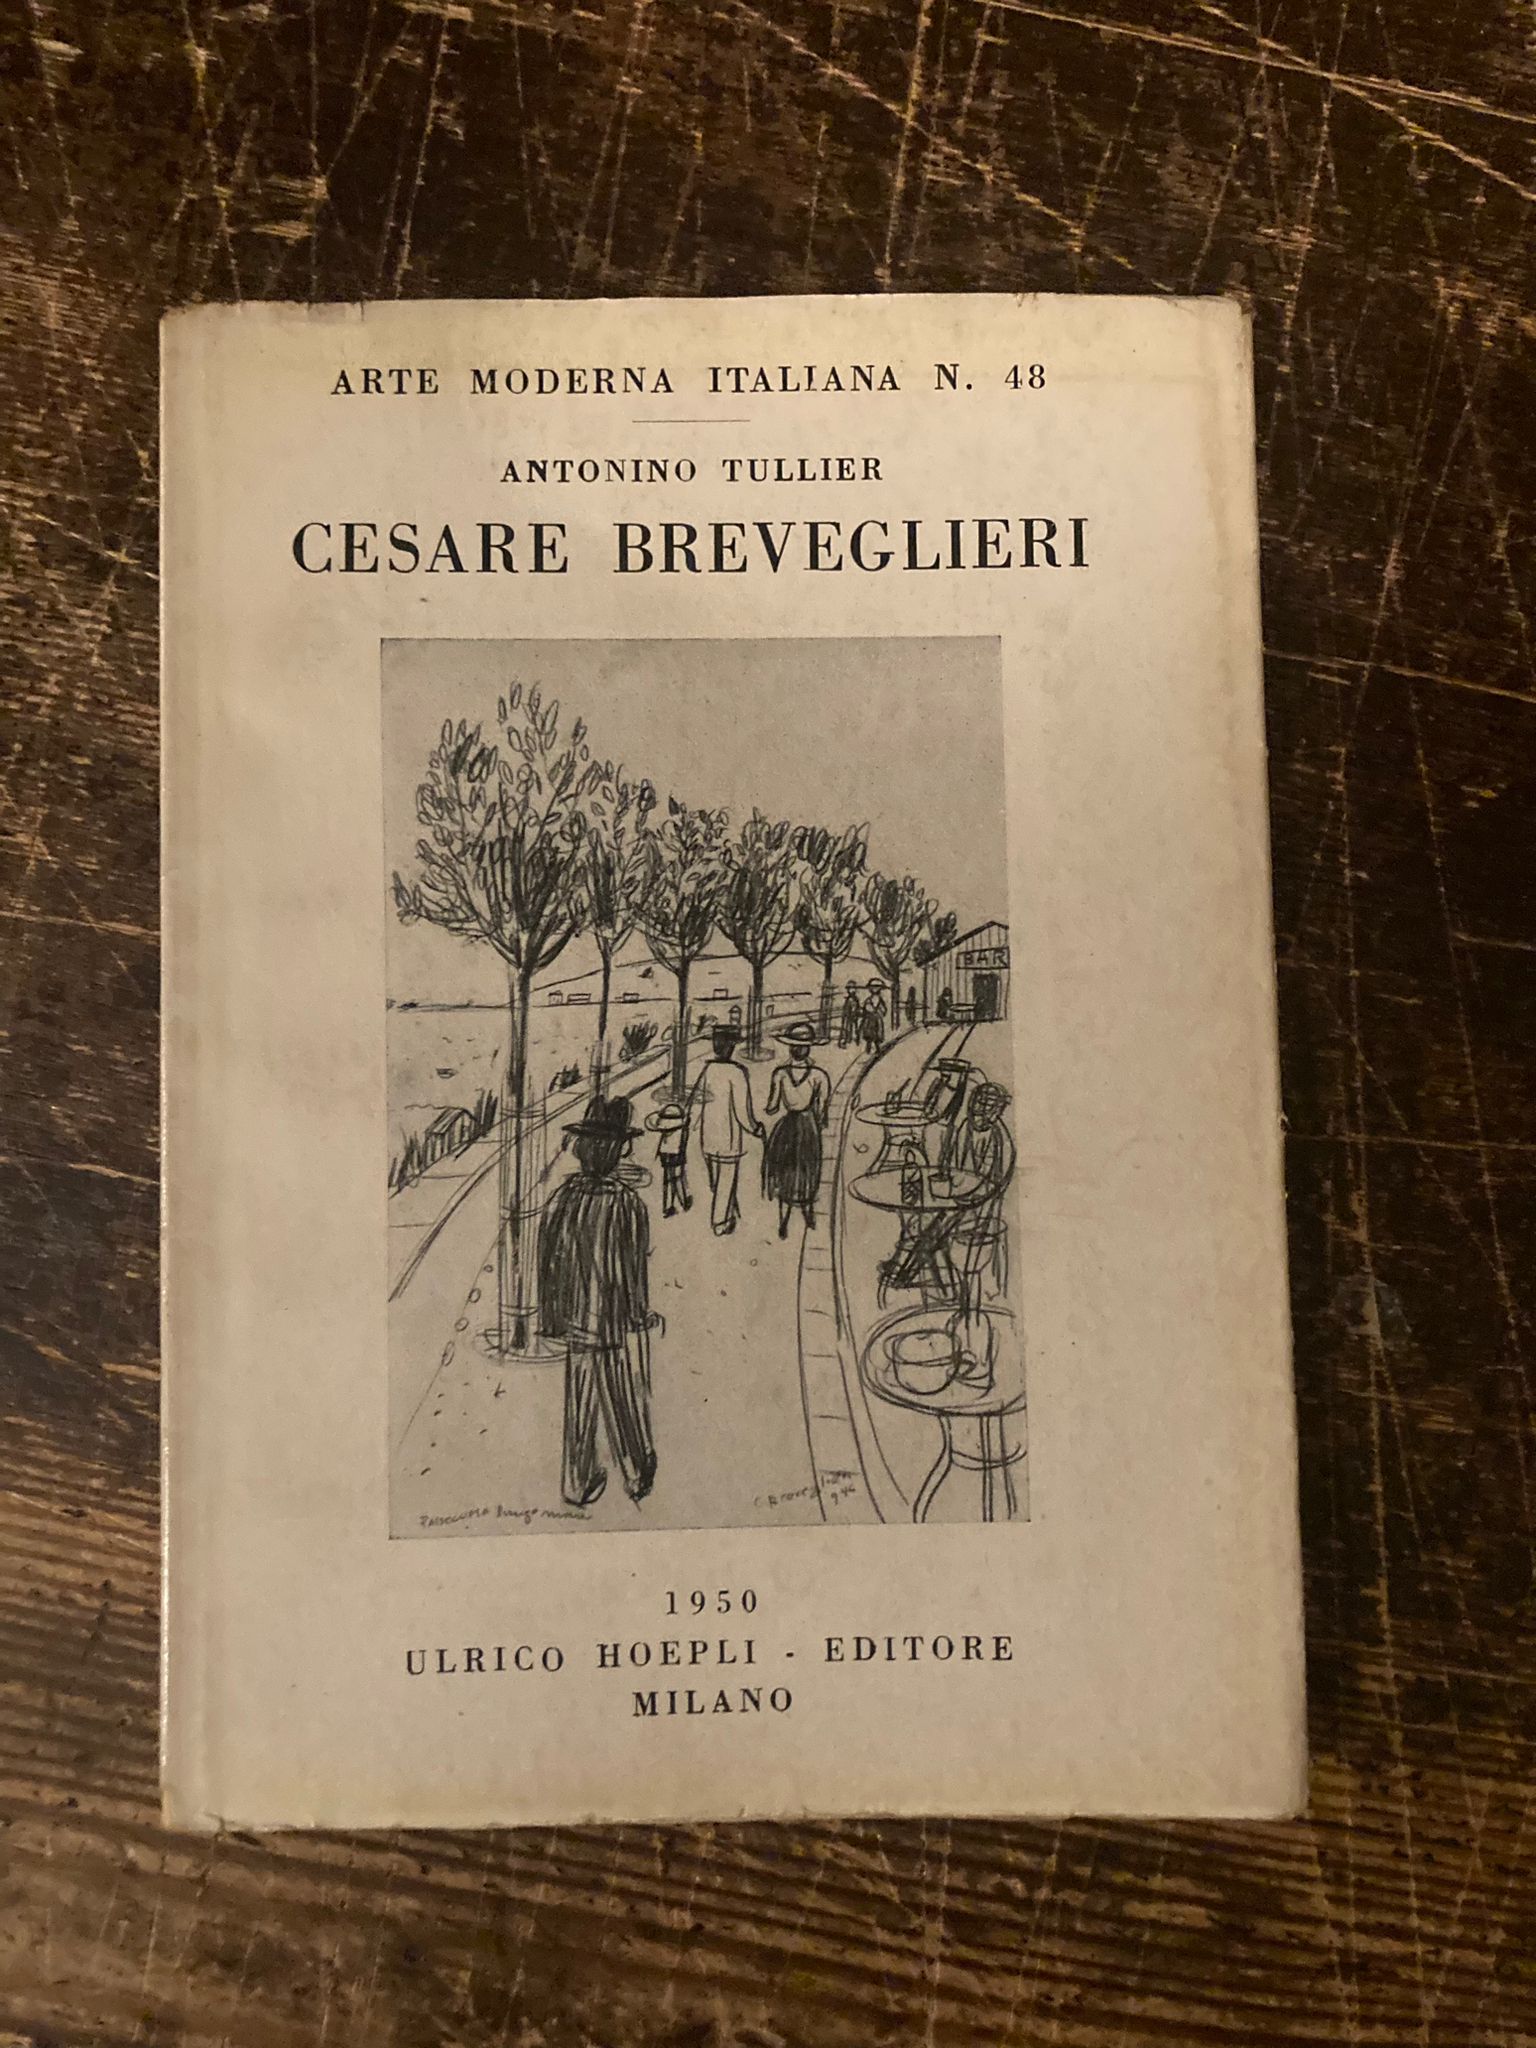 ARTE MODERNA ITALIANA N. 48
ANTONINO TULLIER
CESARE BREVEGLIERI
BAR
1950
ULRICO HOEPLI - EDITORE
MILANO